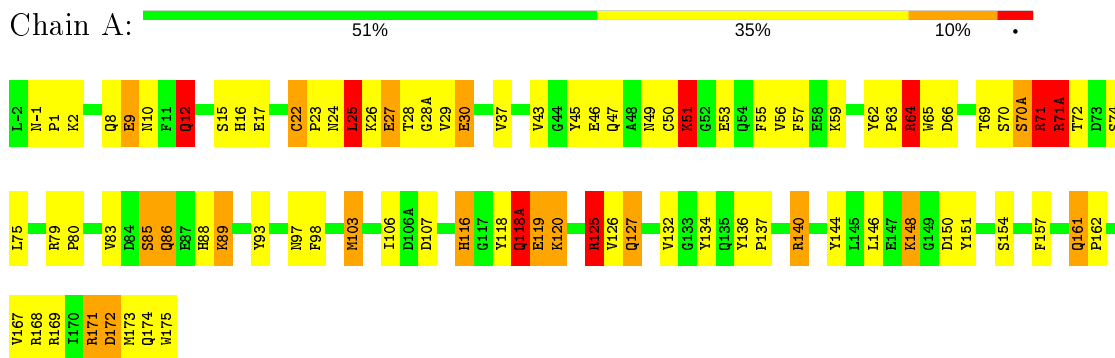 Chain A:
51% 35% 10% •
L-2 N-1 P1 K2 Q8 E9 N10 F11 Q12 S15 H16 E17 C22 P23 N24 L25 K26 E27 T28 G28A V29 E30 V37 V43 G44 Y45 E46 Q47 A48 N49 C50 K51 G52 E53 Q54 F55 V56 F57 E58 K59 Y62 P63 R64 W65 D66 T69 S70 S70A R71 R71A T72 D73 S74
L75 R79 P80 V83 D84 S85 Q86 E87 H88 K89 Y93 N97 F98 M103 I106 D106A D107 H116 G117 Y118 Q118A E119 K120 R125 V126 Q127 V132 G133 Y134 Q135 Y136 P137 R140 Y144 L145 L146 E147 K148 G149 D150 Y151 S154 F157 Q161 P162
V167 R168 R169 I170 R171 D172 M173 Q174 W175